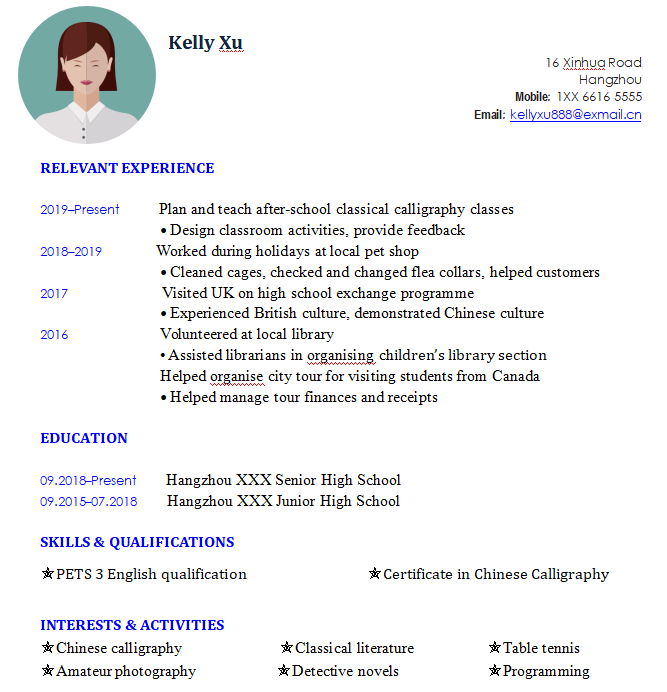 Kelly Xu
16 Xinhua Road
Hangzhou
Mobile: 1XX 6616 5555
Email: kellyxu888@exmail.cn
RELEVANT EXPERIENCE
2019–Present Plan and teach after-school classical calligraphy classes
• Design classroom activities, provide feedback
2018–2019 Worked during holidays at local pet shop
• Cleaned cages, checked and changed flea collars, helped customers
2017 Visited UK on high school exchange programme
• Experienced British culture, demonstrated Chinese culture
2016 Volunteered at local library
• Assisted librarians in organising children's library section
Helped organise city tour for visiting students from Canada
• Helped manage tour finances and receipts
EDUCATION
09.2018–Present Hangzhou XXX Senior High School
09.2015–07.2018 Hangzhou XXX Junior High School
SKILLS & QUALIFICATIONS
★PETS 3 English qualification ★Certificate in Chinese Calligraphy
INTERESTS & ACTIVITIES
★Chinese calligraphy ★Classical literature ★Table tennis
★Amateur photography ★Detective novels ★Programming